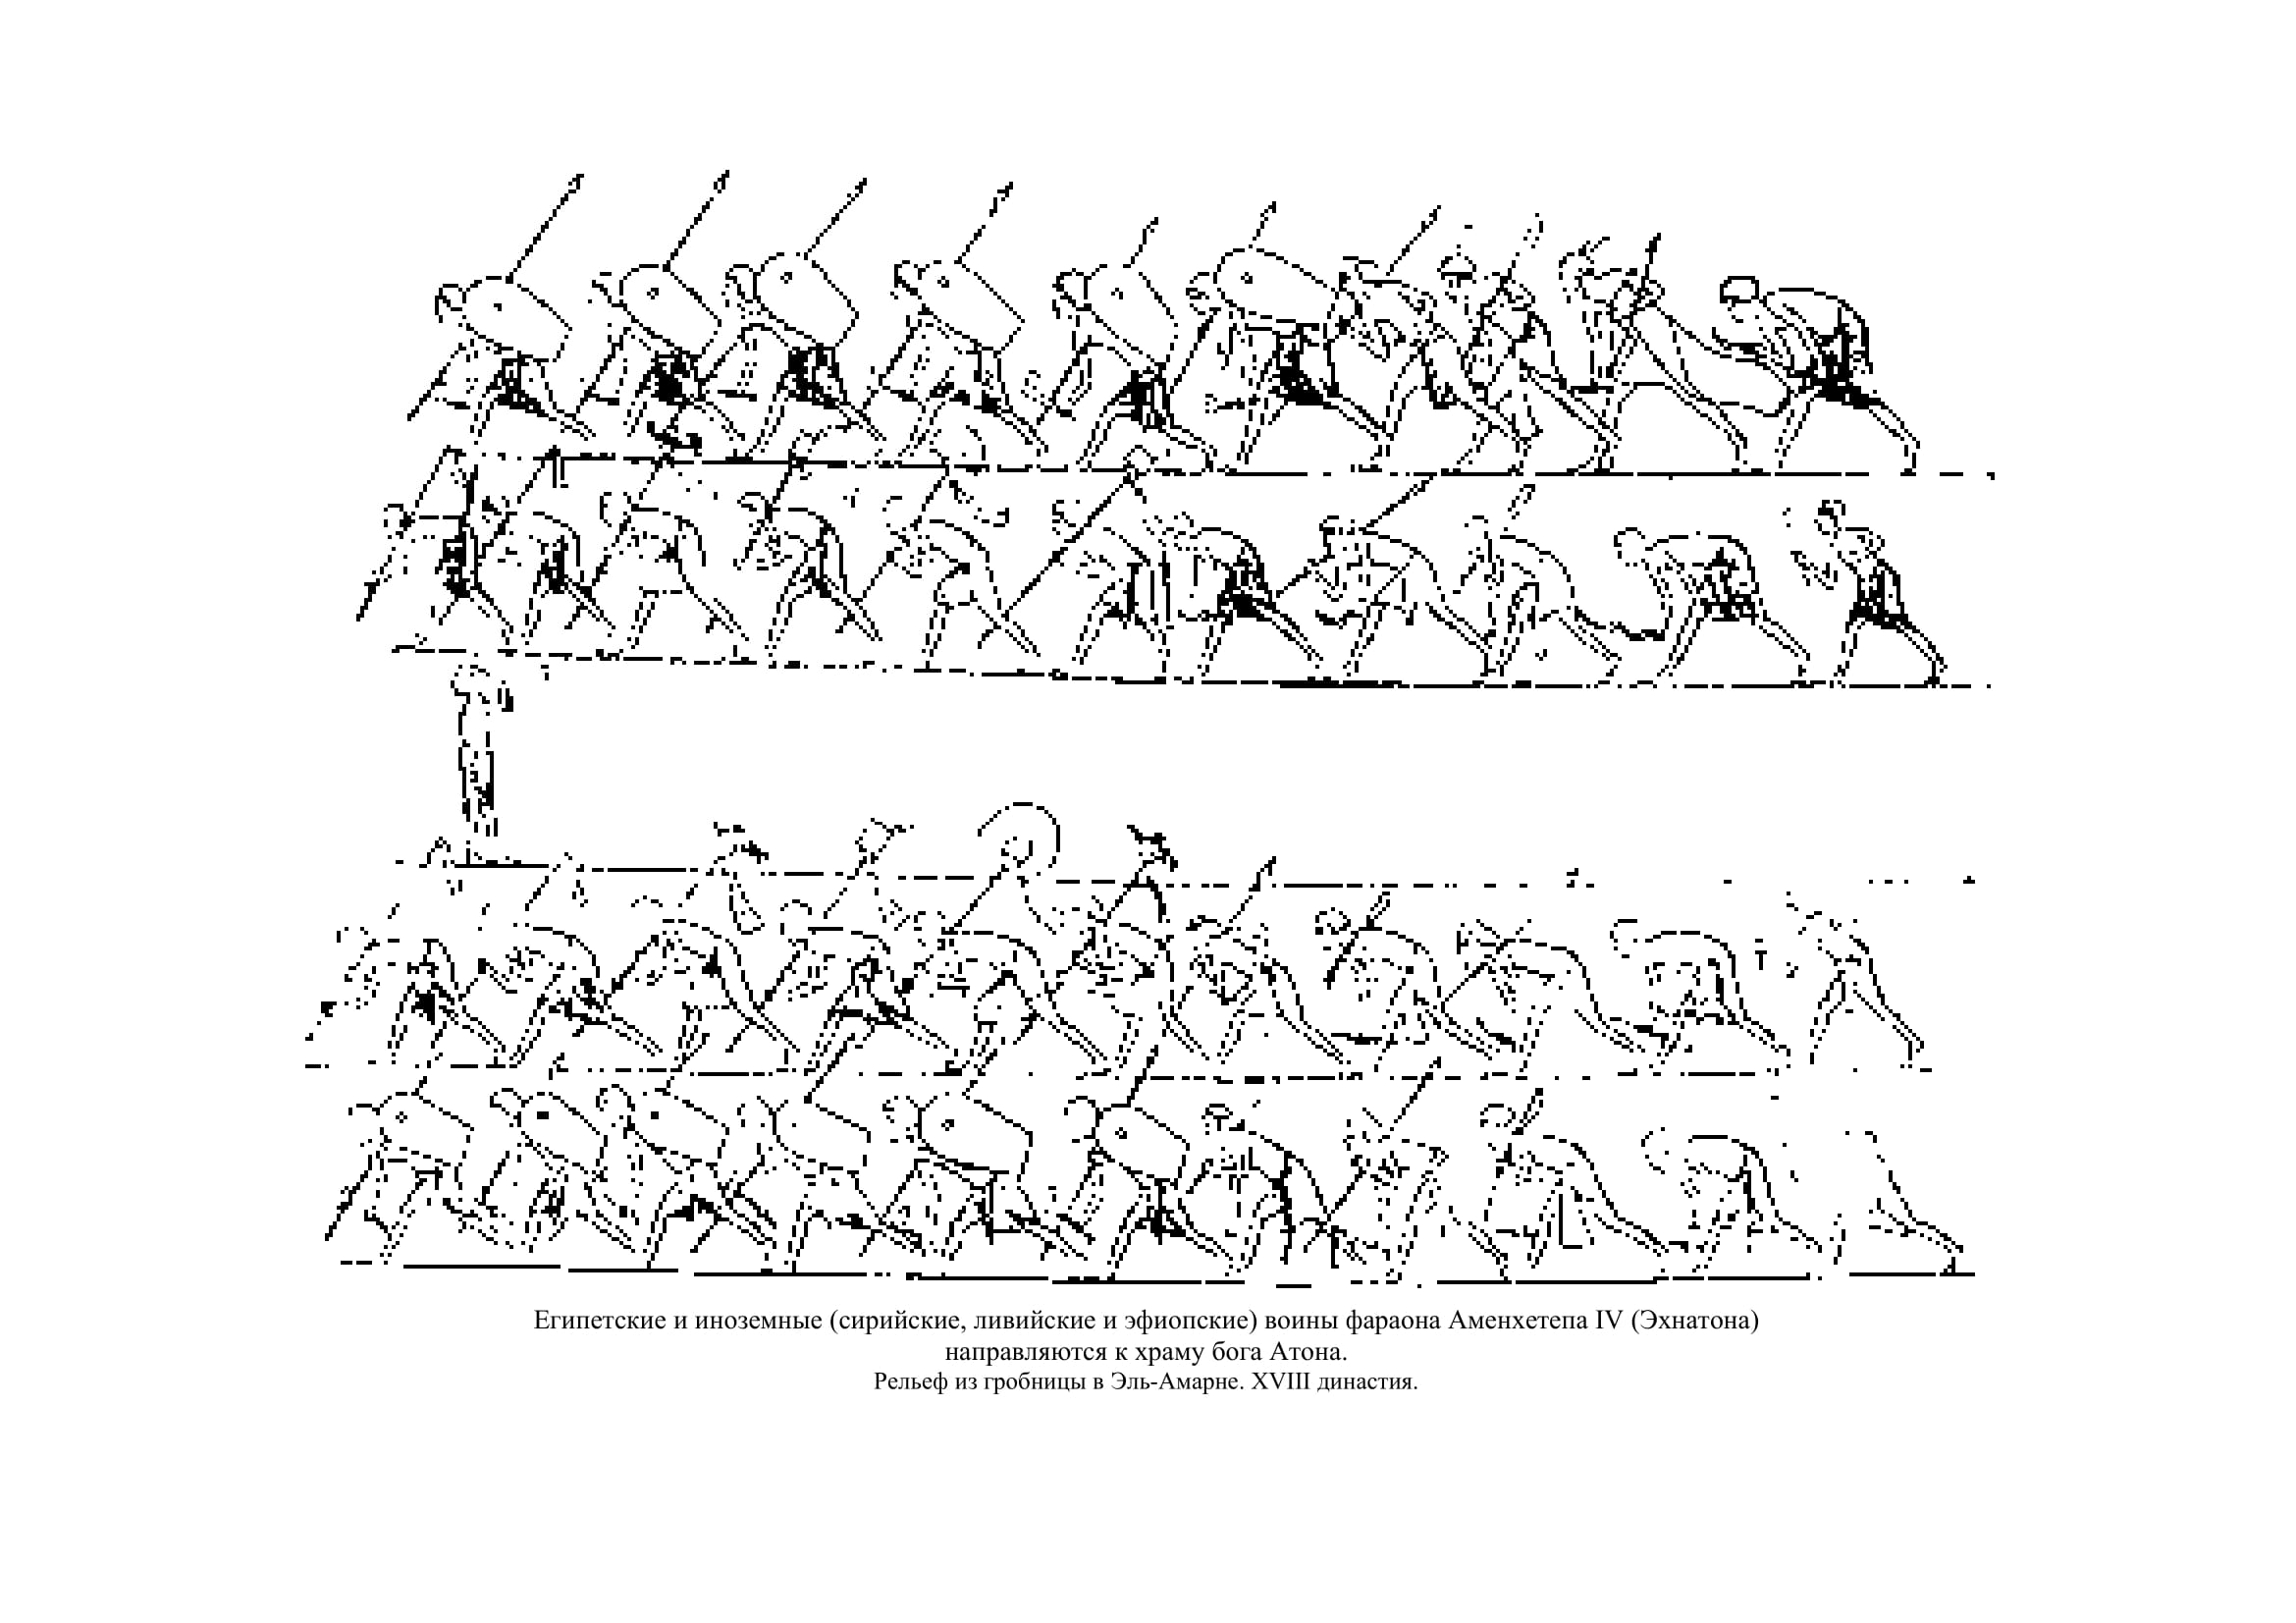 Египетские и иноземные (сирийские, ливийские и эфиопские) воины фараона Аменхетепа IV (Эхнатона)
направляются к храму бога Атона.
Рельеф из гробницы в Эль-Амарне. XVIII династия.